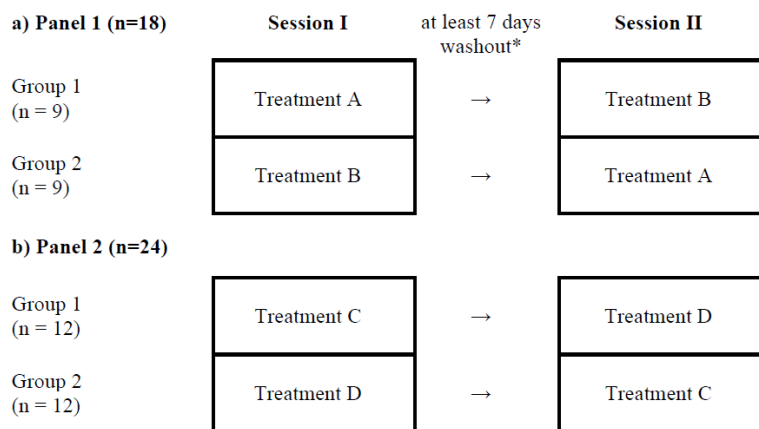 a) Panel 1 (n=18) Session I at least 7 days Session II
washout*
Group 1
(n = 9) Treatment A → Treatment B
Group 2
(n = 9) Treatment B → Treatment A
b) Panel 2 (n=24)
Group 1
(n = 12) Treatment C → Treatment D
Group 2
(n = 12) Treatment D → Treatment C